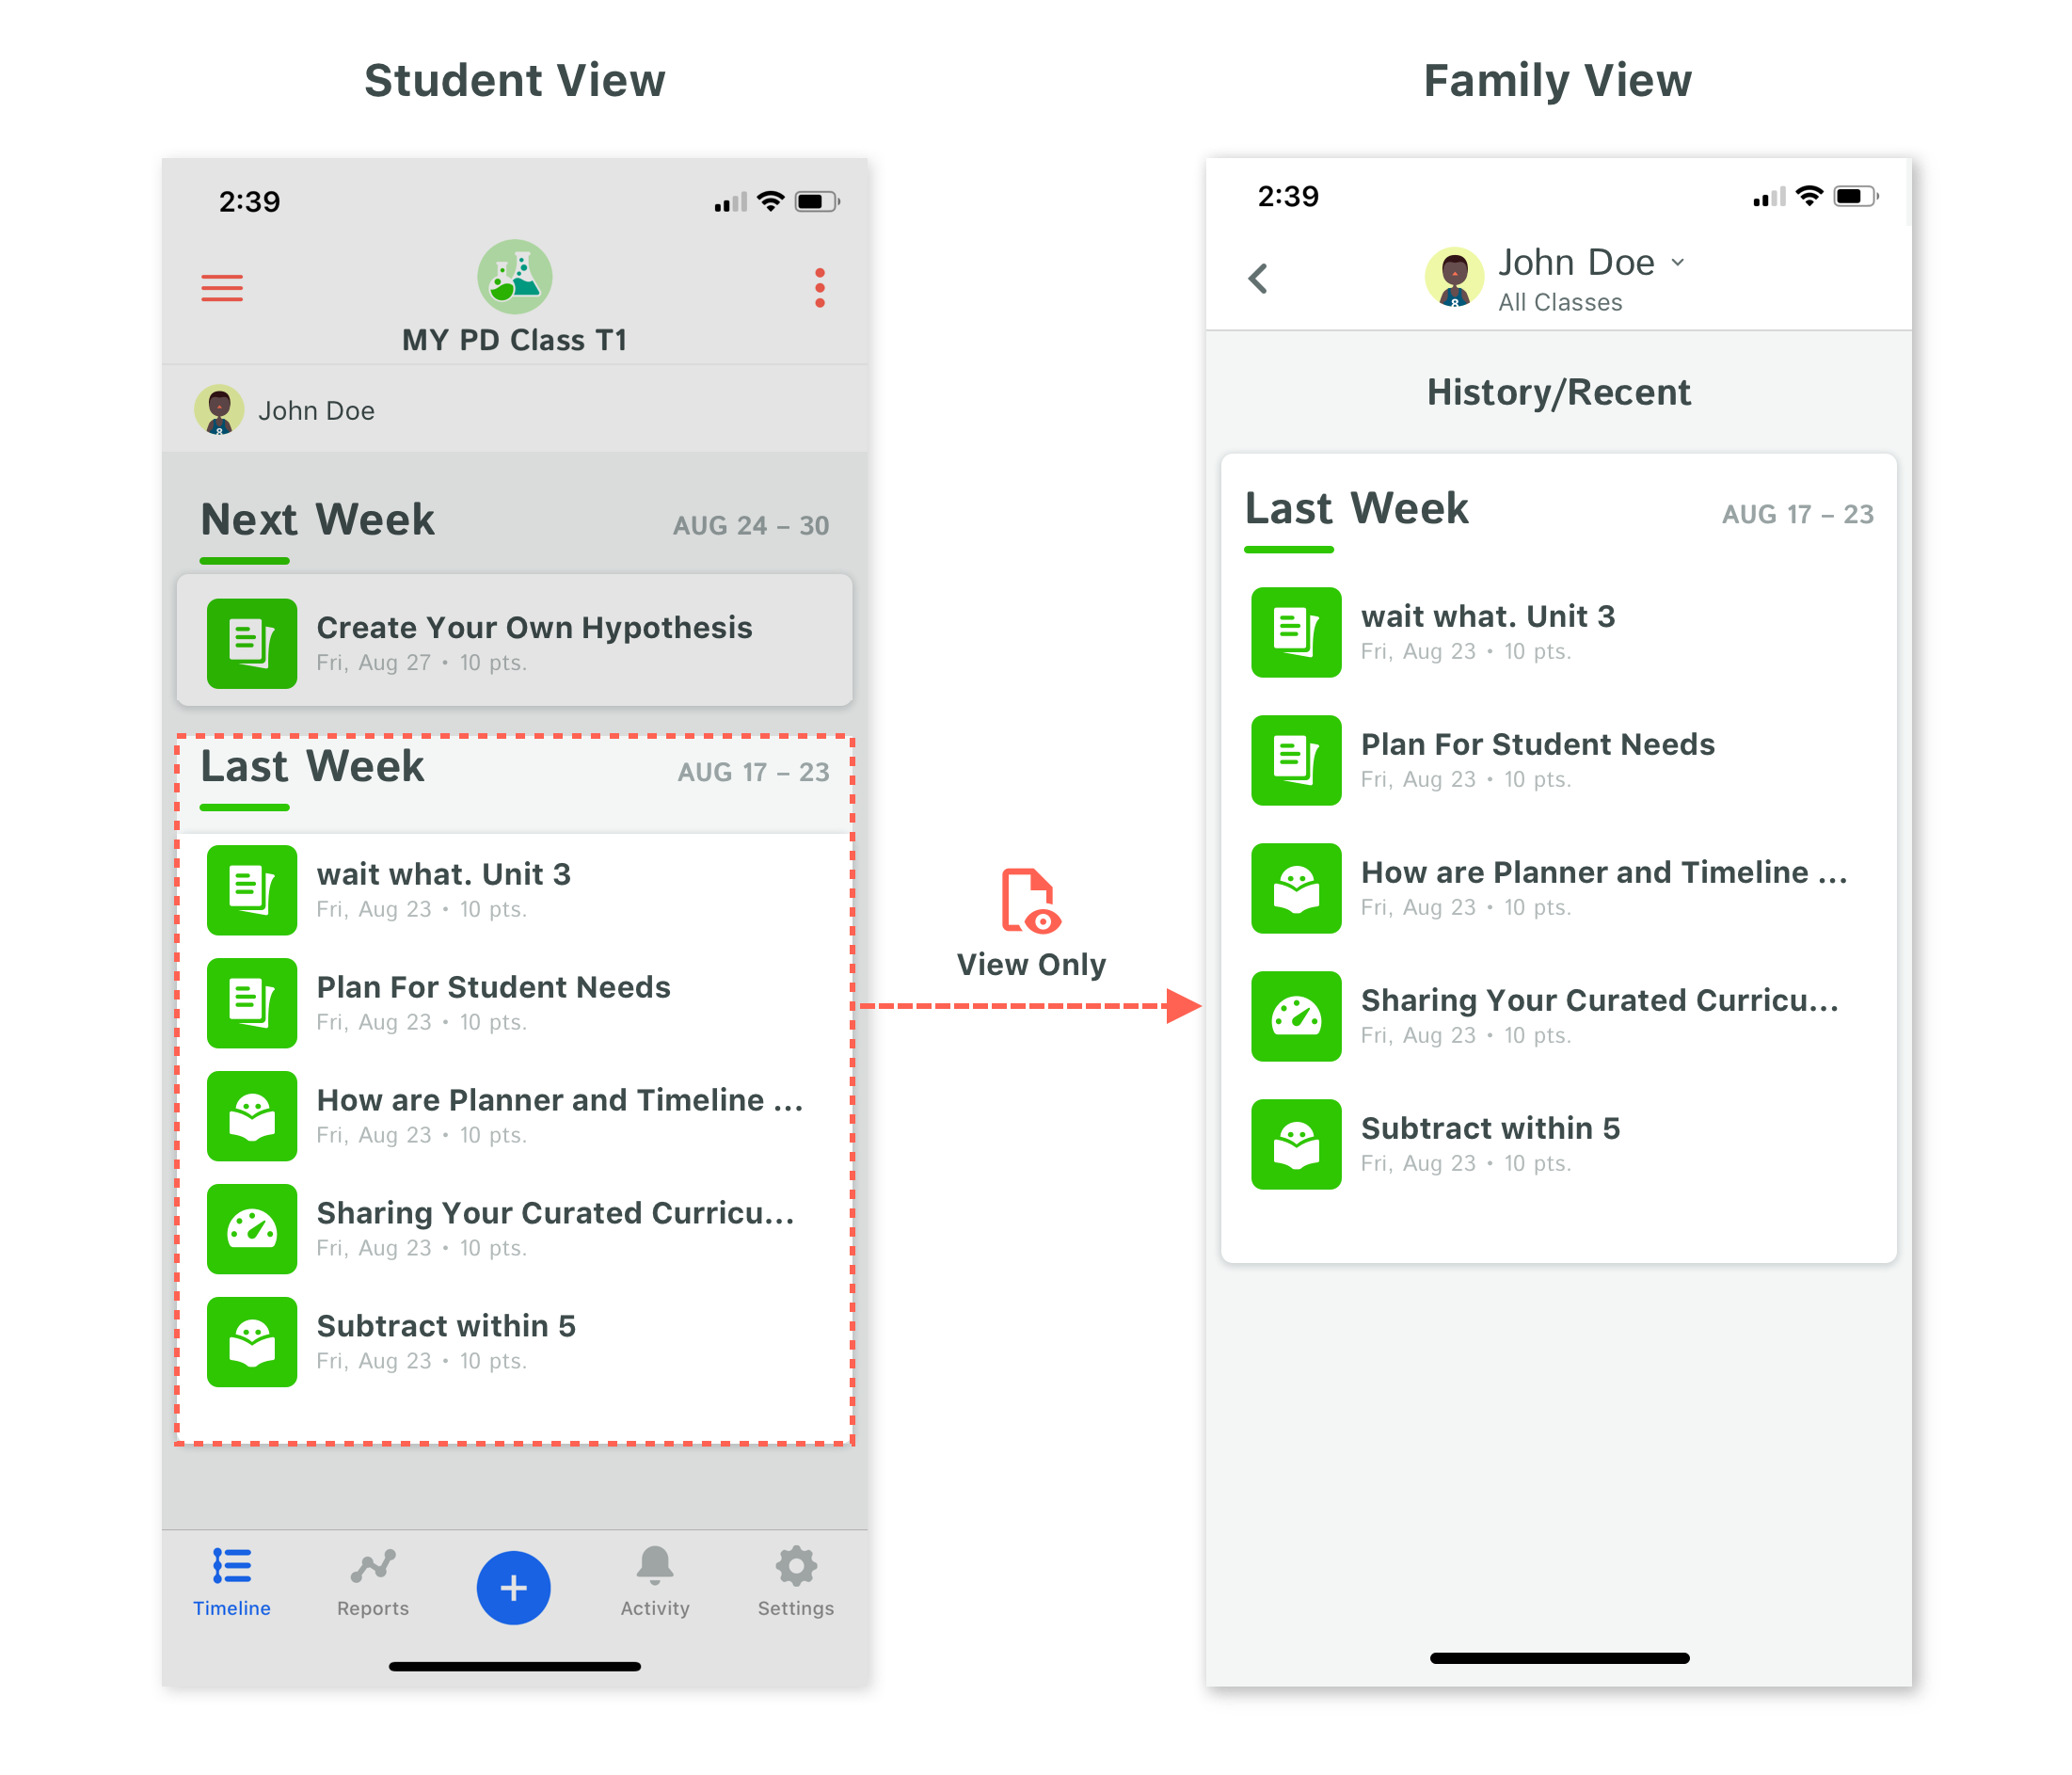 Student View
Family View
2:39
MY PD Class T1
John Doe
Next Week
AUG 24 – 30
Create Your Own Hypothesis
Fri, Aug 27 • 10 pts.
Last Week
AUG 17 – 23
wait what. Unit 3
Fri, Aug 23 • 10 pts.
Plan For Student Needs
Fri, Aug 23 • 10 pts.
How are Planner and Timeline ...
Fri, Aug 23 • 10 pts.
Sharing Your Curated Curricu...
Fri, Aug 23 • 10 pts.
Subtract within 5
Fri, Aug 23 • 10 pts.
Timeline
Reports
Activity
Settings
View Only
2:39
John Doe
8
All Classes
History/Recent
Last Week
AUG 17 – 23
wait what. Unit 3
Fri, Aug 23 • 10 pts.
Plan For Student Needs
Fri, Aug 23 • 10 pts.
How are Planner and Timeline ...
Fri, Aug 23 • 10 pts.
Sharing Your Curated Curricu...
Fri, Aug 23 • 10 pts.
Subtract within 5
Fri, Aug 23 • 10 pts.